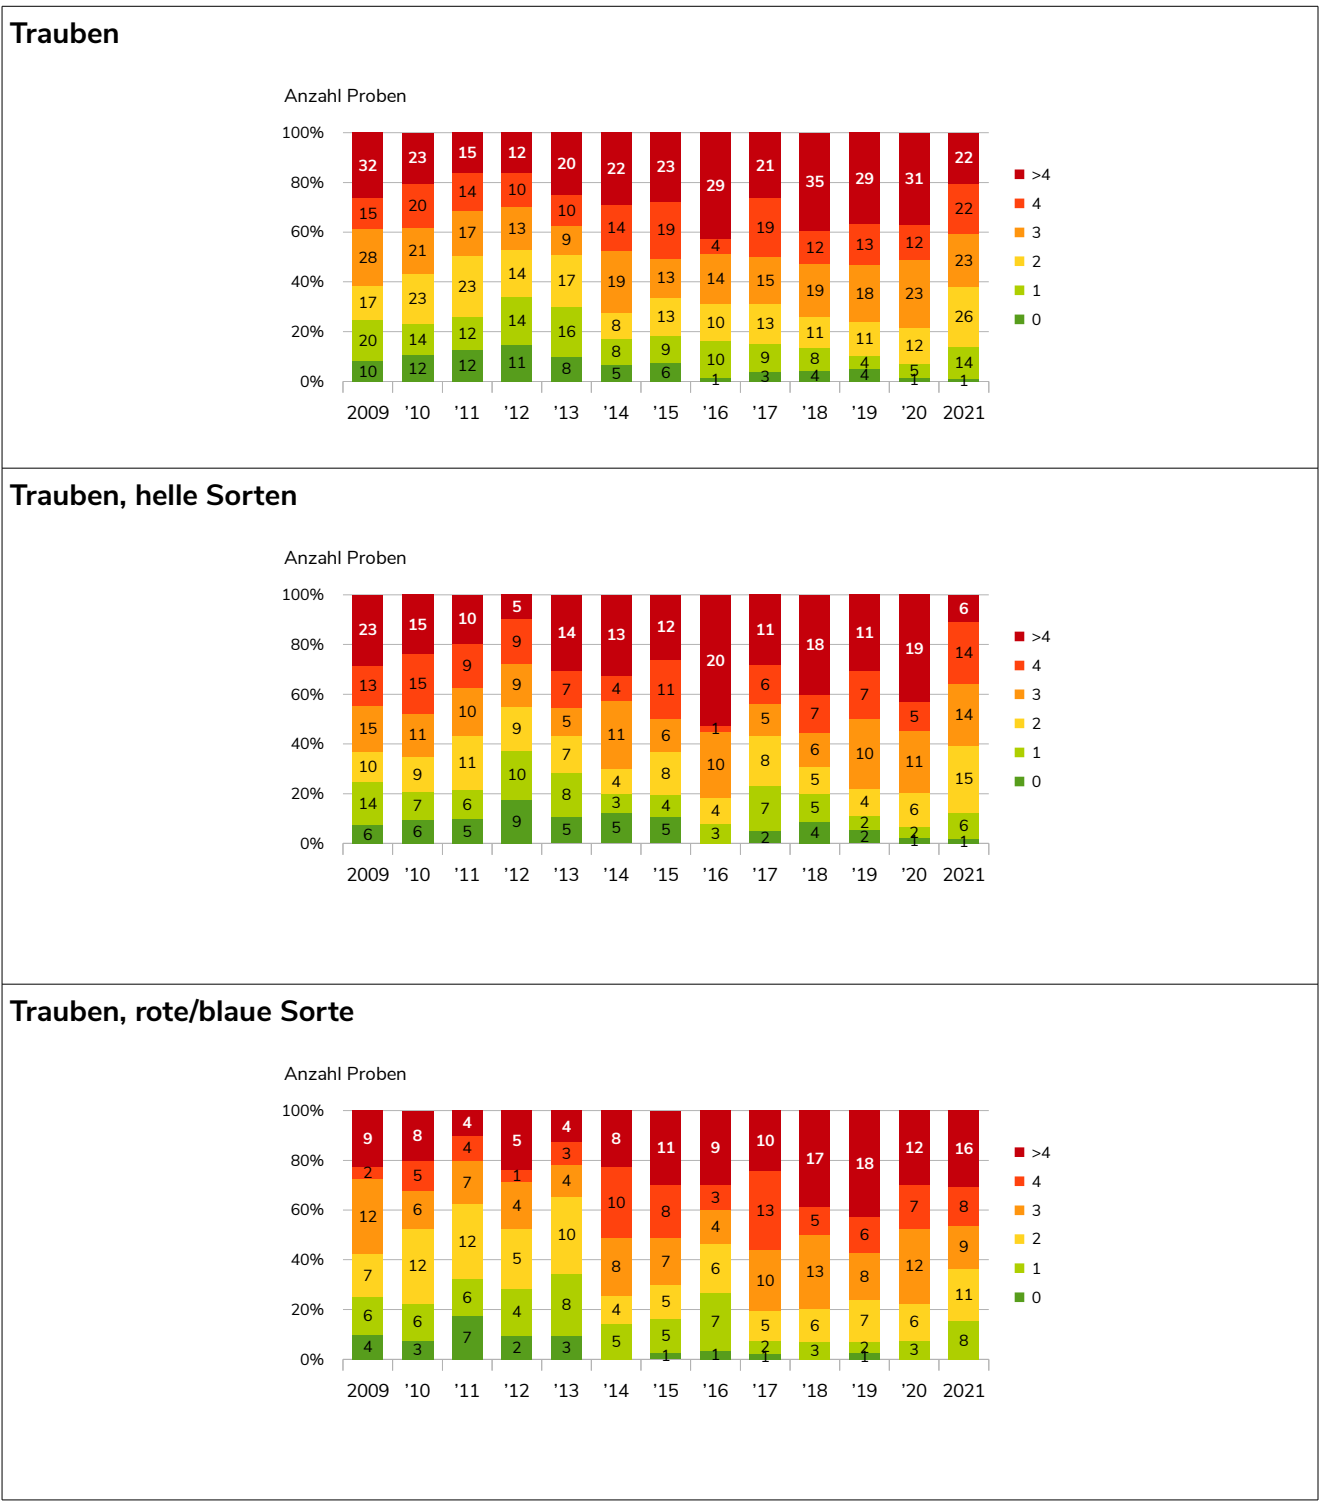 Trauben
Anzahl Proben
100%
80%
60%
40%
20%
0%
32 23 15 12 20 22 23 29 21 35 29 31 22
15 20 14 10 10 14 19 4 19 12 13 12 22
28 21 17 13 9 19 13 14 15 19 18 23 23
17 23 23 14 17 8 13 10 13 11 11 12 26
20 14 12 14 16 8 9 10 9 8 4 5 14
10 12 12 11 8 5 6 1 3 4 4 1 1
2009 ’10 ’11 ’12 ’13 ’14 ’15 ’16 ’17 ’18 ’19 ’20 2021
>4
4
3
2
1
0
Trauben, helle Sorten
Anzahl Proben
100%
80%
60%
40%
20%
0%
23 15 10 5 14 13 12 20 11 18 11 19 6
13 15 9 9 7 4 11 1 6 7 7 5 14
15 11 10 9 5 11 6 10 5 6 10 11 14
10 9 11 9 7 4 8 4 8 5 4 6 15
14 7 6 10 8 3 4 3 7 5 2 2 6
6 6 5 9 5 5 5 2 4 2 1 1
2009 ’10 ’11 ’12 ’13 ’14 ’15 ’16 ’17 ’18 ’19 ’20 2021
>4
4
3
2
1
0
Trauben, rote/blaue Sorte
Anzahl Proben
100%
80%
60%
40%
20%
0%
9 8 4 5 4 8 11 9 10 17 18 12 16
2 5 4 1 3 10 8 3 13 5 6 7 8
12 6 7 4 4 8 7 4 10 13 8 12 9
7 12 12 5 10 4 5 6 5 6 7 6 11
6 6 6 4 8 5 5 7 2 3 2 3 8
4 3 7 2 3 1 1 1 1
2009 ’10 ’11 ’12 ’13 ’14 ’15 ’16 ’17 ’18 ’19 ’20 2021
>4
4
3
2
1
0